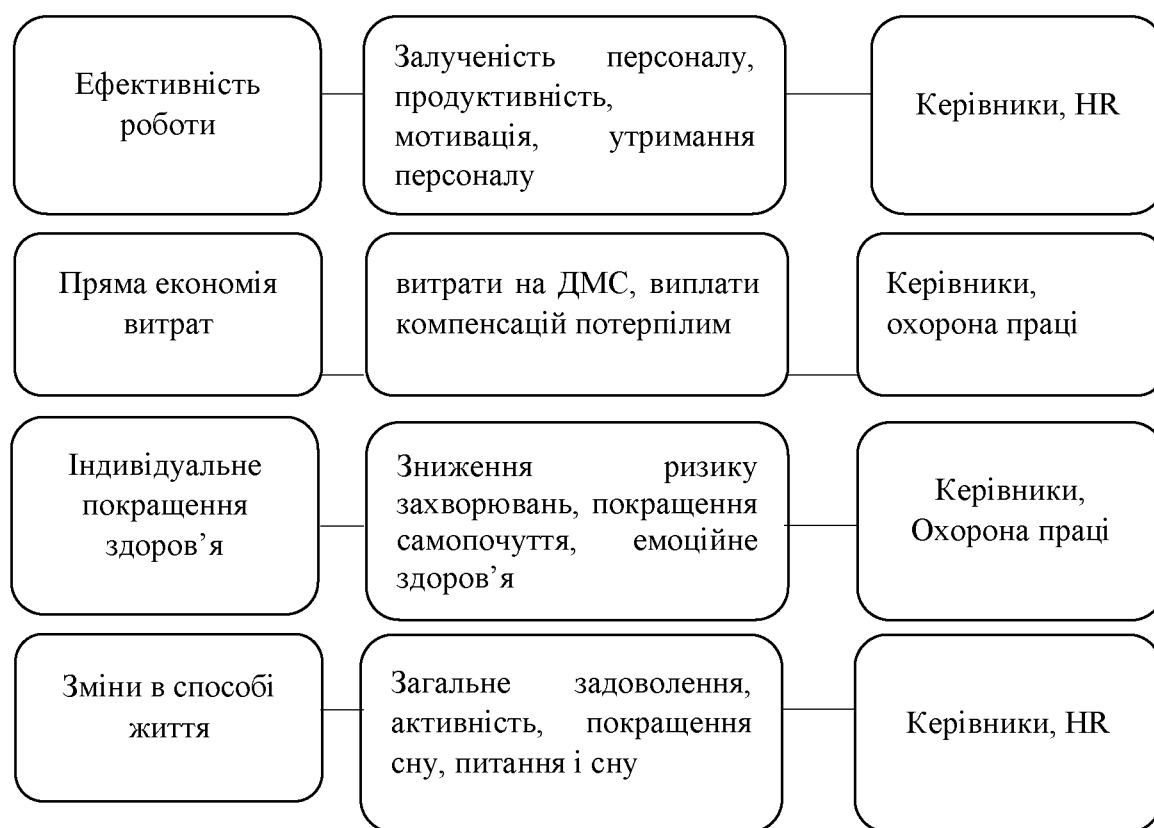 Ефективність
роботи
Залученість персоналу,
продуктивність,
мотивація, утримання
персоналу
Керівники, HR
Пряма економія
витрат
витрати на ДМС, виплати
компенсацій потерпілим
Керівники,
охорона праці
Індивідуальне
покращення
здоров’я
Зниження ризику
захворювань, покращення
самопочуття, емоційне
здоров’я
Керівники,
Охорона праці
Зміни в способі
життя
Загальне задоволення,
активність, покращення
сну, питання і сну
Керівники, HR